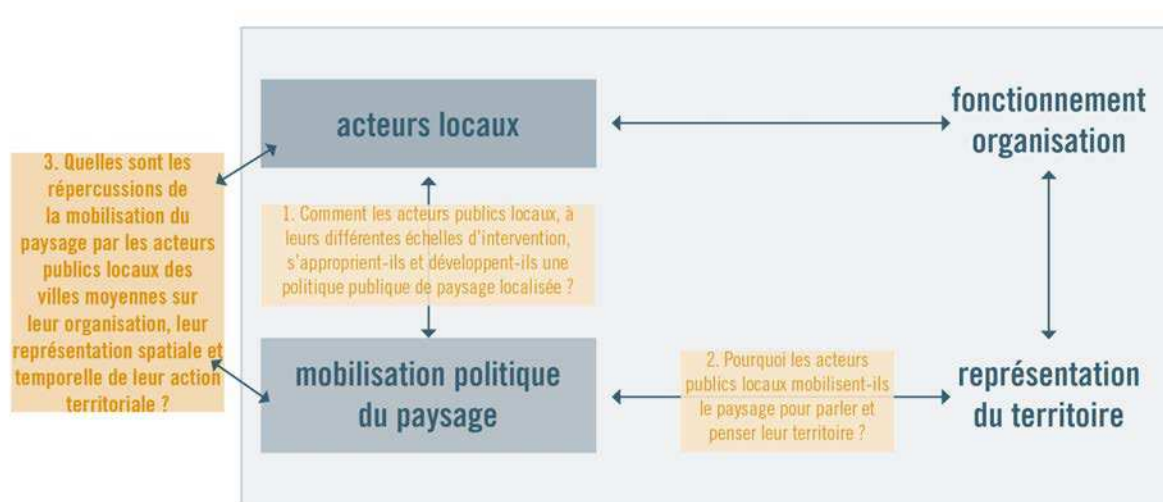 acteurs locaux
fonctionnement
organisation
3. Quelles sont les
répercussions de
la mobilisation du
paysage par les acteurs
publics locaux des
villes moyennes sur
leur organisation, leur
représentation spatiale et
temporelle de leur action
territoriale ?
1. Comment les acteurs publics locaux, à
leurs différentes échelles d'intervention,
s'approprient-ils et développent-ils une
politique publique de paysage localisée ?
mobilisation politique
du paysage
2. Pourquoi les acteurs
publics locaux mobilisent-ils
le paysage pour parler et
penser leur territoire ?
représentation
du territoire